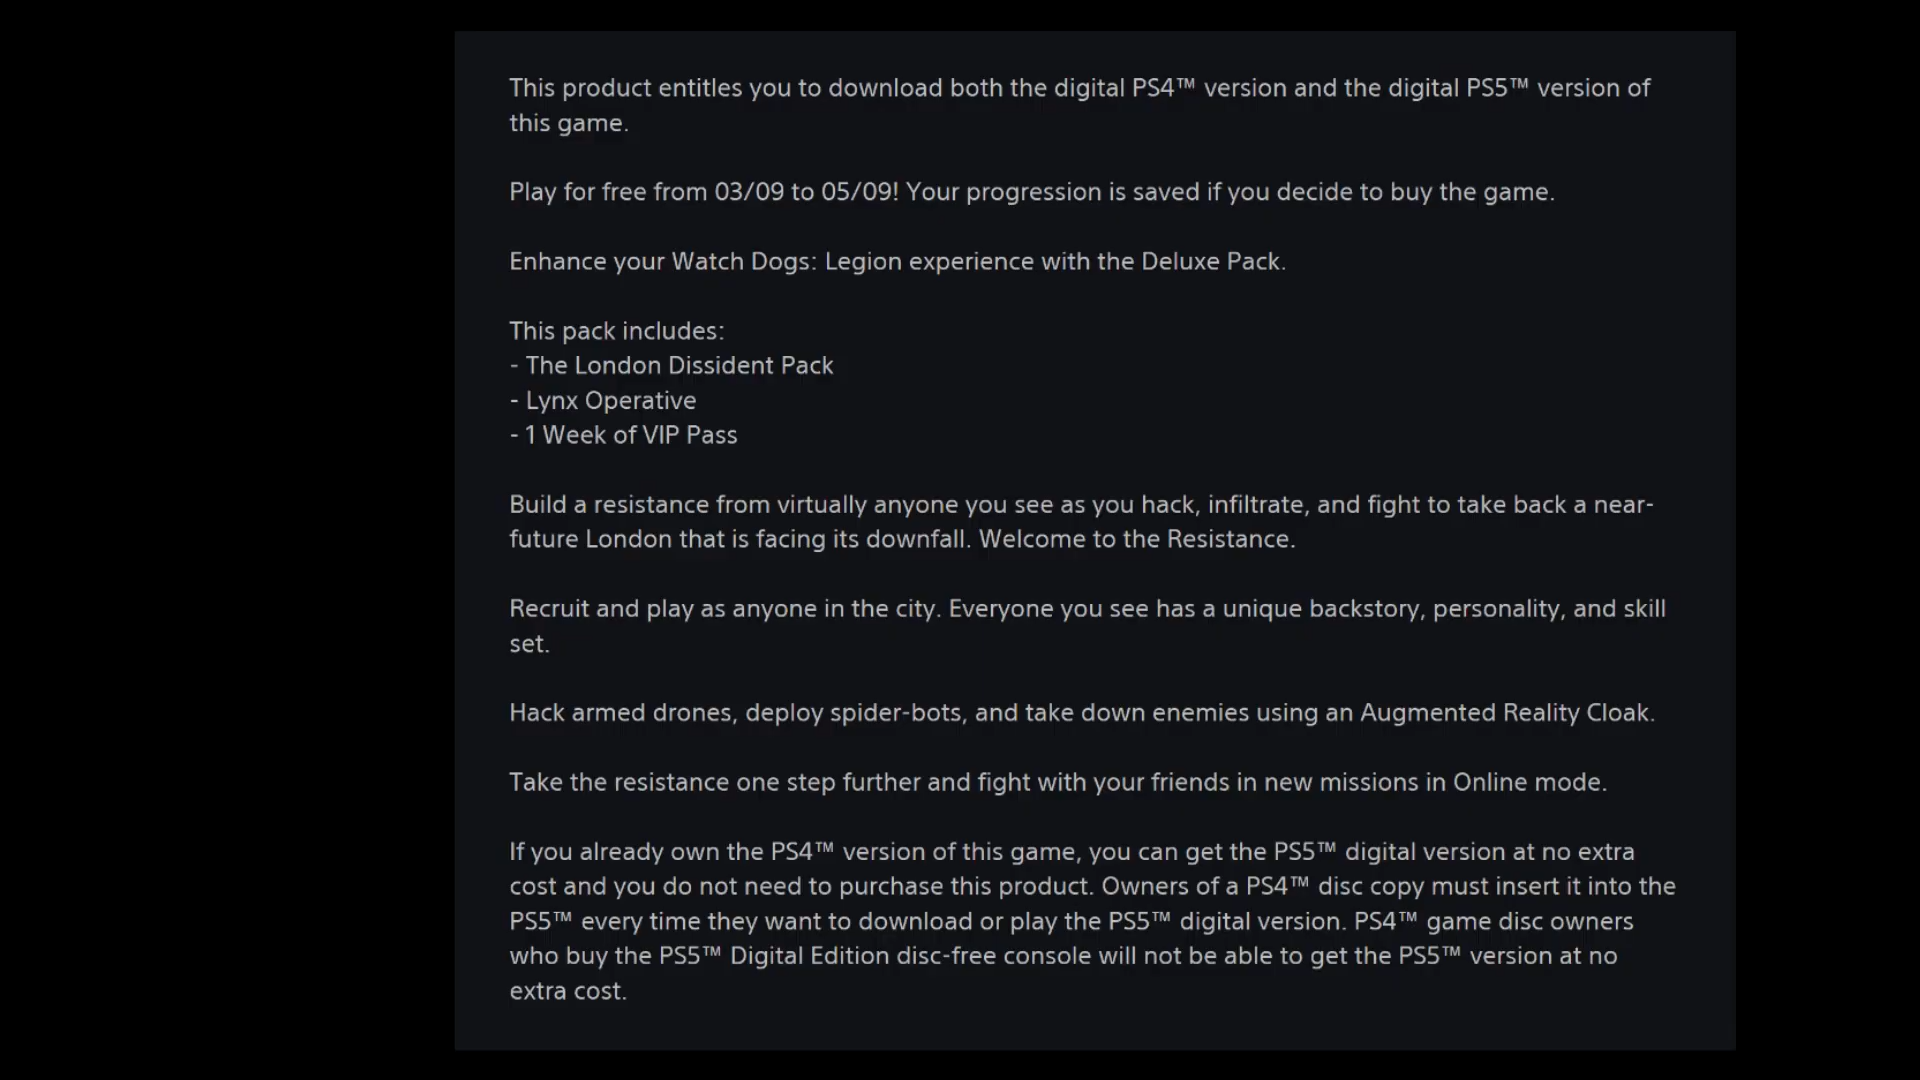 This product entitles you to download both the digital PS4™ version and the digital PS5™ version of
this game.
Play for free from 03/09 to 05/09! Your progression is saved if you decide to buy the game.
Enhance your Watch Dogs: Legion experience with the Deluxe Pack.
This pack includes:
- The London Dissident Pack
- Lynx Operative
- 1 Week of VIP Pass
Build a resistance from virtually anyone you see as you hack, infiltrate, and fight to take back a near-
future London that is facing its downfall. Welcome to the Resistance.
Recruit and play as anyone in the city. Everyone you see has a unique backstory, personality, and skill
set.
Hack armed drones, deploy spider-bots, and take down enemies using an Augmented Reality Cloak.
Take the resistance one step further and fight with your friends in new missions in Online mode.
If you already own the PS4™ version of this game, you can get the PS5™ digital version at no extra
cost and you do not need to purchase this product. Owners of a PS4™ disc copy must insert it into the
PS5™ every time they want to download or play the PS5™ digital version. PS4™ game disc owners
who buy the PS5™ Digital Edition disc-free console will not be able to get the PS5™ version at no
extra cost.